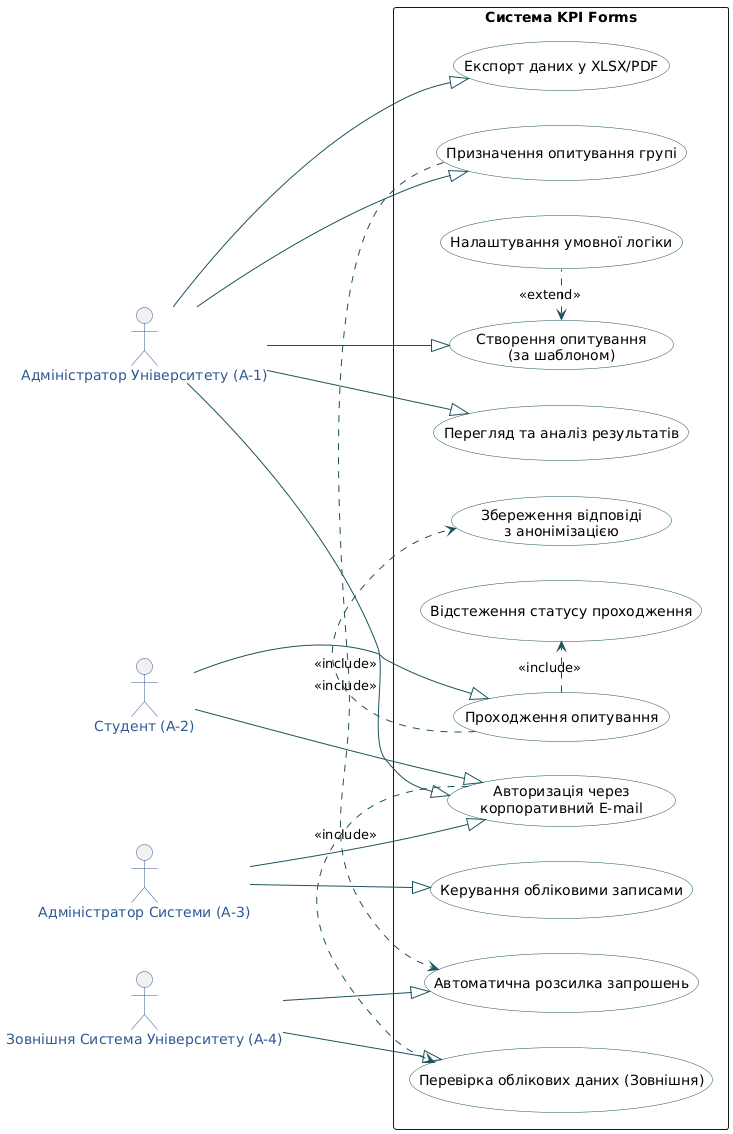 Система KPI Forms
Експорт даних у XLSX/PDF
Призначення опитування групі
Налаштування умовної логіки
«extend»
Створення опитування
(за шаблоном)
Адміністратор Університету (А-1)
Перегляд та аналіз результатів
Збереження відповіді
з анонімізацією
Відстеження статусу проходження
«include»
«include»
«include»
Проходження опитування
Студент (А-2)
Авторизація через
корпоративний E-mail
«include»
Керування обліковими записами
Адміністратор Системи (А-3)
Автоматична розсилка запрошень
Зовнішня Система Університету (А-4)
Перевірка облікових даних (Зовнішня)